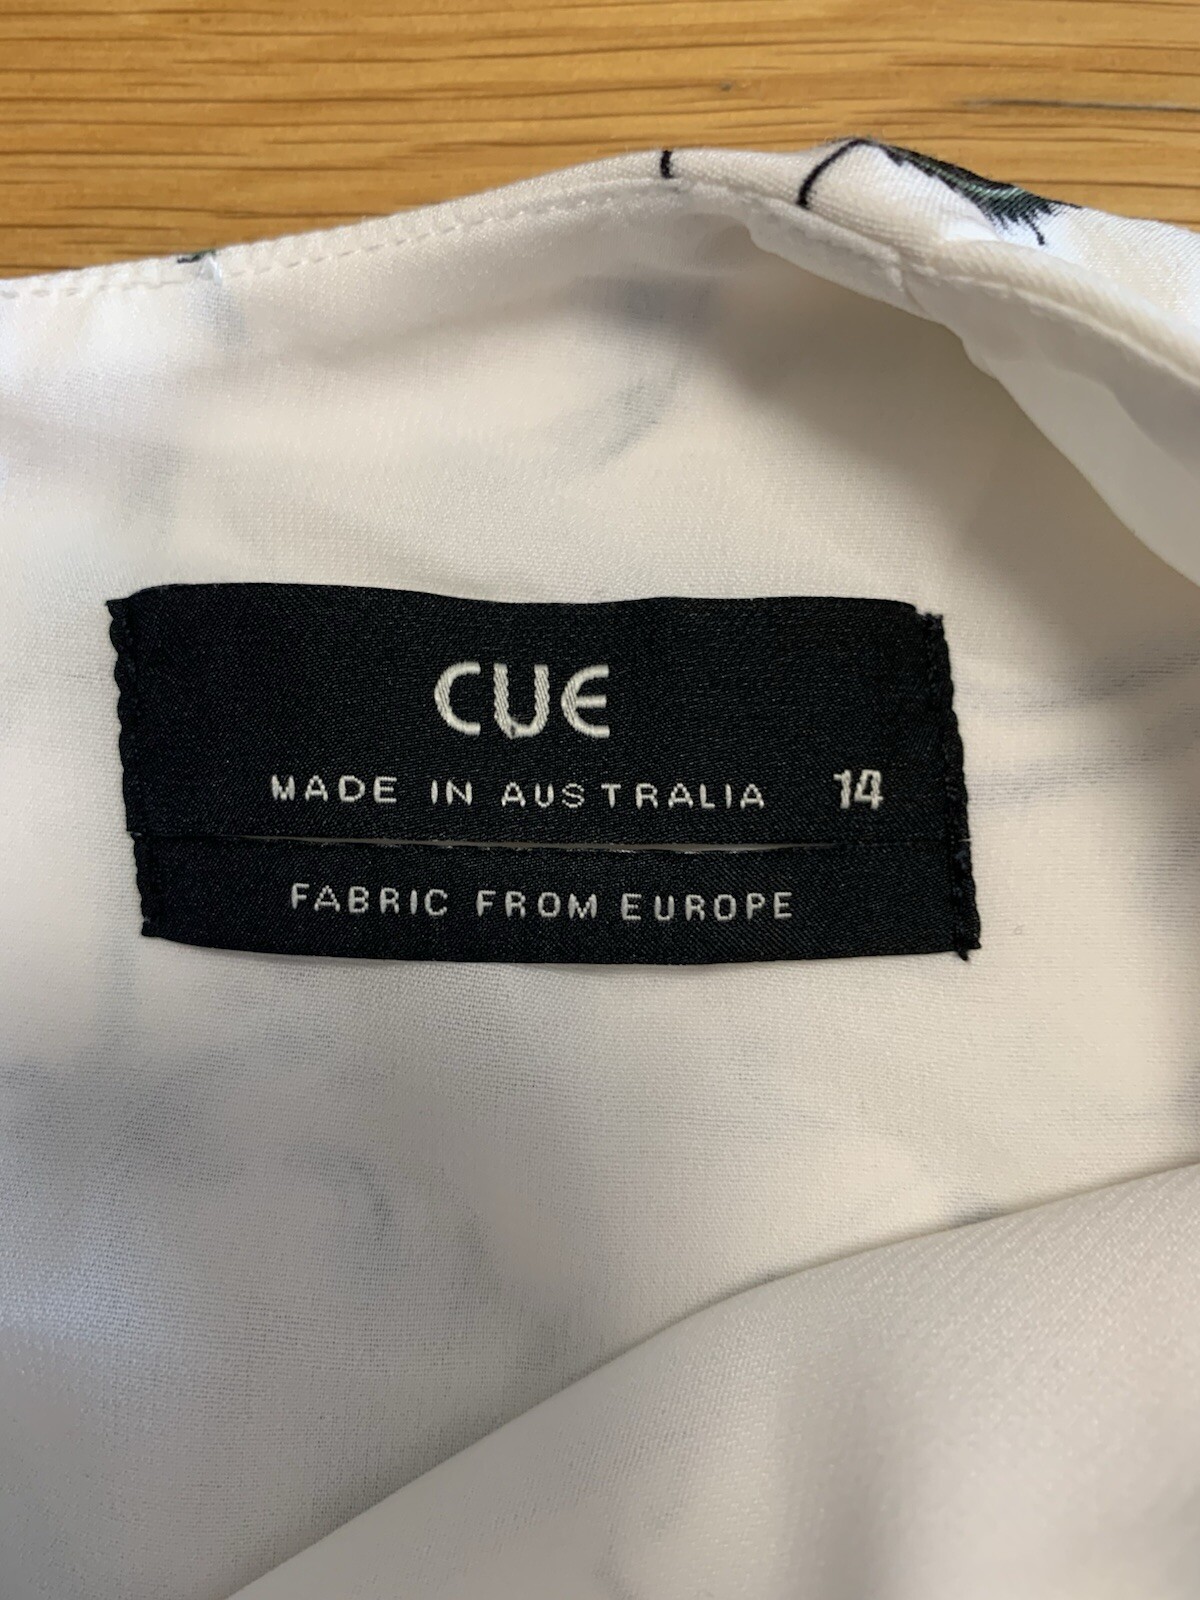 CUE
MADE IN AUSTRALIA 14
FABRIC FROM EUROPE